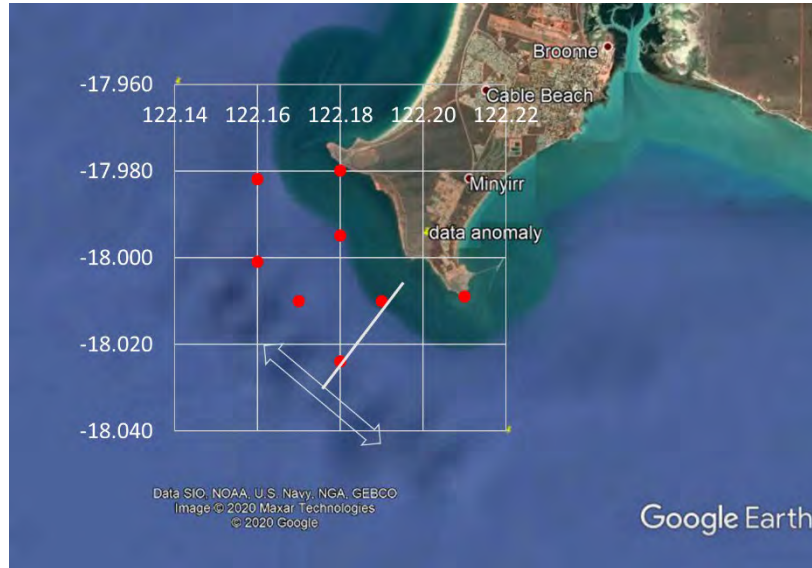 Broome
-17.960
Cable Beach
122.14 122.16 122.18 122.20 122.22
-17.980
Minyirr
data anomaly
-18.000
-18.020
-18.040
Data SIO, NOAA, U.S. Navy, NGA, GEBCO
Image © 2020 Maxar Technologies
© 2020 Google
Google Earth